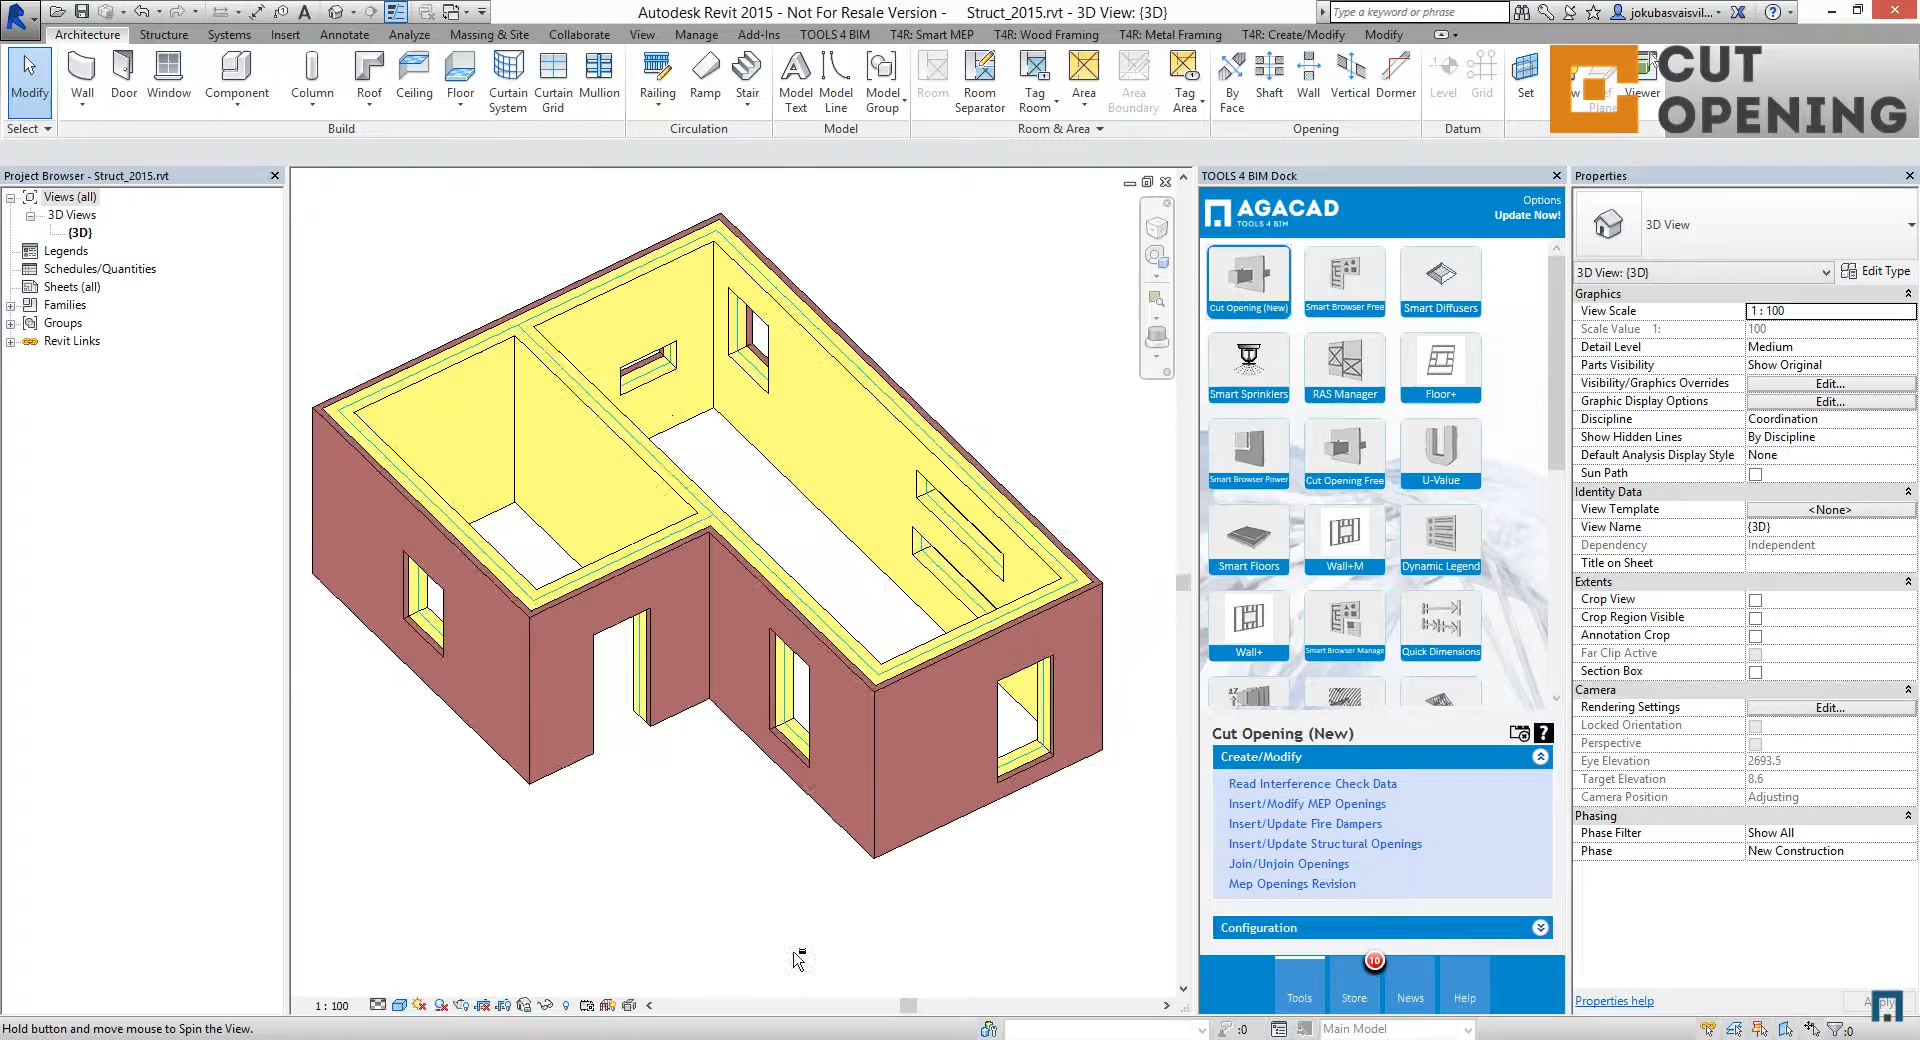 Autodesk Revit 2015 - Not For Resale Version - Struct_2015.rvt - 3D View: {3D}
Type a keyword or phrase
jokubasvaisvil...
Architecture Structure Systems Insert Annotate Analyze Massing & Site Collaborate View Manage Add-Ins TOOLS 4 BIM T4R: Smart MEP T4R: Wood Framing T4R: Metal Framing T4R: Create/Modify Modify
CUT
OPENING
Modify Wall Door Window Component Column Roof Ceiling Floor Curtain System Curtain Grid Mullion Railing Ramp Stair Model Text Model Line Model Group Room Room Separator Tag Room Area Area Boundary Tag Area By Face Shaft Wall Vertical Dormer Level Grid Set Viewer
Select Build Circulation Model Room & Area Opening Datum
Project Browser - Struct_2015.rvt
Views (all)
3D Views
{3D}
Legends
Schedules/Quantities
Sheets (all)
Families
Groups
Revit Links
TOOLS 4 BIM Dock
AGACAD
TOOLS 4 BIM
Options
Update Now!
Cut Opening (New) Smart Browser Free Smart Diffusers
Smart Sprinklers RAS Manager Floor+
Smart Browser Power Cut Opening Free U-Value
Smart Floors Wall+M Dynamic Legend
Wall+ Smart Browser Manage Quick Dimensions
Cut Opening (New)
Create/Modify
Read Interference Check Data
Insert/Modify MEP Openings
Insert/Update Fire Dampers
Insert/Update Structural Openings
Join/Unjoin Openings
Mep Openings Revision
Configuration
10
Tools Store News Help
Properties
3D View
3D View: {3D} Edit Type
Graphics
View Scale 1 : 100
Scale Value 1: 100
Detail Level Medium
Parts Visibility Show Original
Visibility/Graphics Overrides Edit...
Graphic Display Options Edit...
Discipline Coordination
Show Hidden Lines By Discipline
Default Analysis Display Style None
Sun Path
Identity Data
View Template <None>
View Name {3D}
Dependency Independent
Title on Sheet
Extents
Crop View
Crop Region Visible
Annotation Crop
Far Clip Active
Section Box
Camera
Rendering Settings Edit...
Locked Orientation
Perspective
Eye Elevation 2693.5
Target Elevation 8.6
Camera Position Adjusting
Phasing
Phase Filter Show All
Phase New Construction
Properties help
1 : 100
Hold button and move mouse to Spin the View.
:0
Main Model
:0